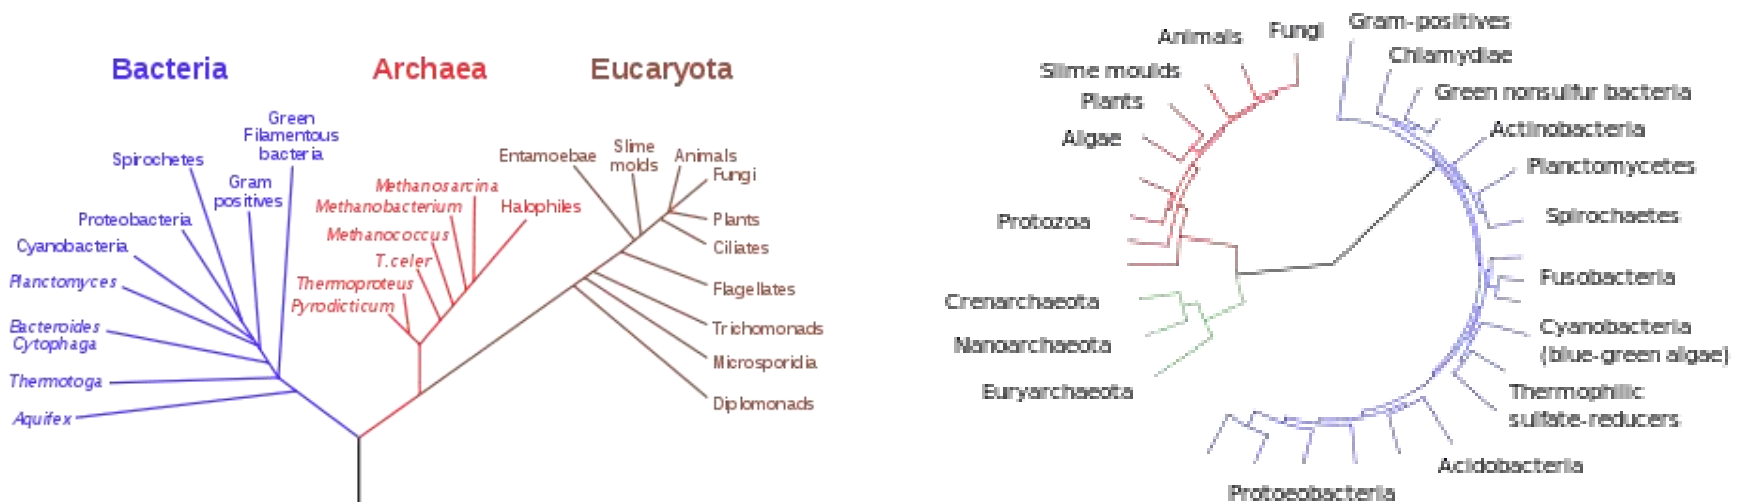 Bacteria
Archaea
Eucaryota
Green
Filamentous
bacteria
Spirochetes
Gram
positives
Proteobacteria
Cyanobacteria
Planctomyces
Bacteroides
Cytophaga
Thermotoga
Aquifex
Methanosarcina
Methanobacterium
Halophiles
Methanococcus
T.celer
Thermoproteus
Pyrodicticum
Entamoebae
Slime
molds
Animals
Fungi
Plants
Ciliates
Flagellates
Trichomonads
Microsporidia
Diplomonads
Gram-positives
Fungi
Animals
Chlamydiae
Slime moulds
Green nonsulfur bacteria
Plants
Actinobacteria
Algae
Planctomycetes
Spirochaetes
Protozoa
Fusobacteria
Crenarchaeota
Cyanobacteria
(blue-green algae)
Nanoarchaeota
Euryarchaeota
Thermophilic
sulfate-reducers
Acidobacteria
Protoeobacteria